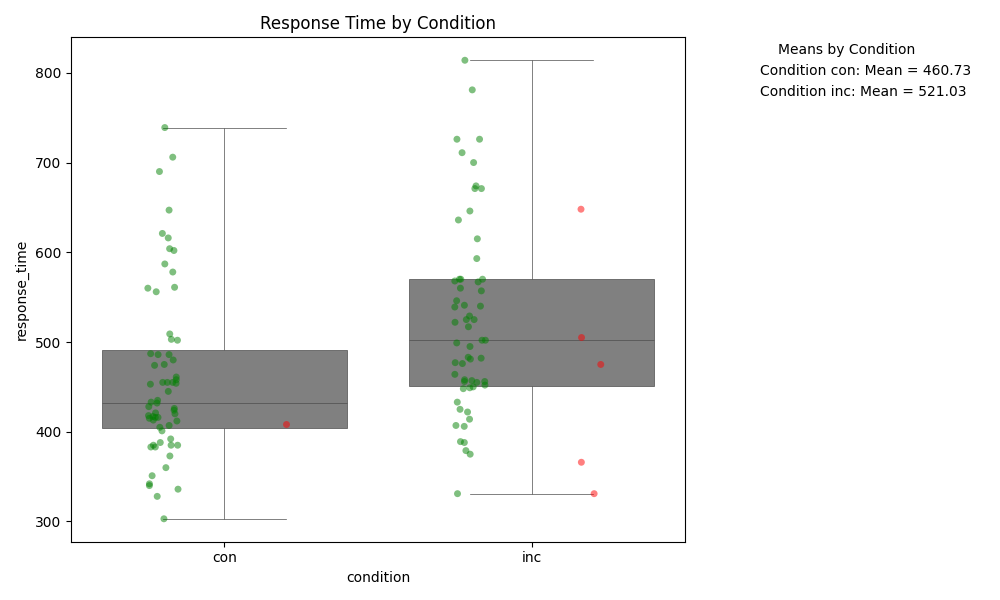 Response Time by Condition
Means by Condition
Condition con: Mean = 460.73
Condition inc: Mean = 521.03
response_time
800
700
600
500
400
300
con
inc
condition